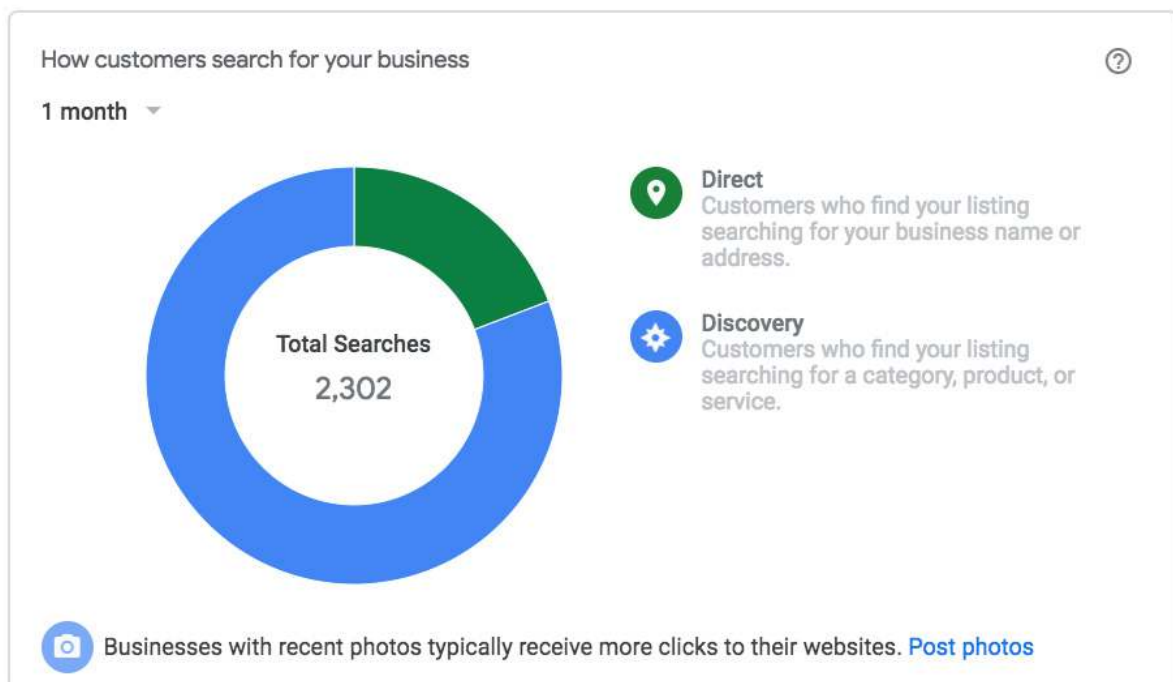 How customers search for your business
1 month
Direct
Customers who find your listing
searching for your business name or
address.
Total Searches
2,302
Discovery
Customers who find your listing
searching for a category, product, or
service.
Businesses with recent photos typically receive more clicks to their websites. Post photos